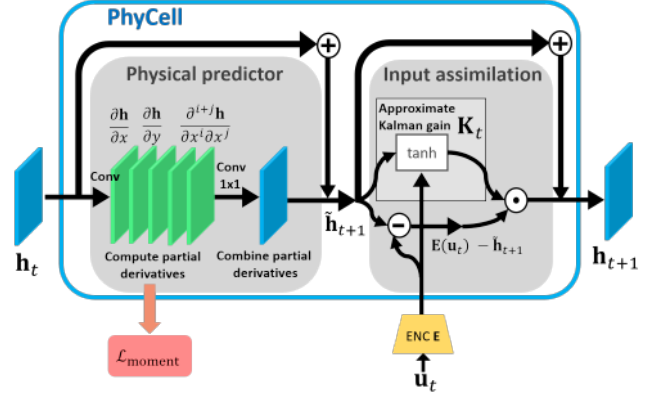 PhyCell
Physical predictor
Input assimilation
∂h/∂x ∂h/∂y ∂^{i+j}h/∂x^i∂x^j
Approximate
Kalman gain K_t
tanh
Conv
Conv
1x1
h_t
h̃_{t+1}
E(u_t) − h̃_{t+1}
h_{t+1}
Compute partial
derivatives
Combine partial
derivatives
ℒ_moment
ENC E
u_t